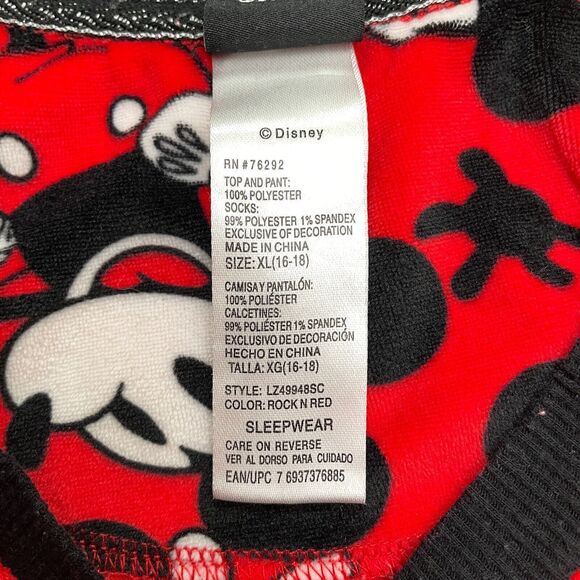 © Disney
RN #76292
TOP AND PANT:
100% POLYESTER
SOCKS:
99% POLYESTER 1% SPANDEX
EXCLUSIVE OF DECORATION
MADE IN CHINA
SIZE: XL(16-18)
CAMISA Y PANTALÓN:
100% POLIÉSTER
CALCETINES:
99% POLIÉSTER 1% SPANDEX
EXCLUSIVO DE DECORACIÓN
HECHO EN CHINA
TALLA: XG(16-18)
STYLE: LZ49948SC
COLOR: ROCK N RED
SLEEPWEAR
CARE ON REVERSE
VER AL DORSO PARA CUIDADO
EAN/UPC 7 6937376885